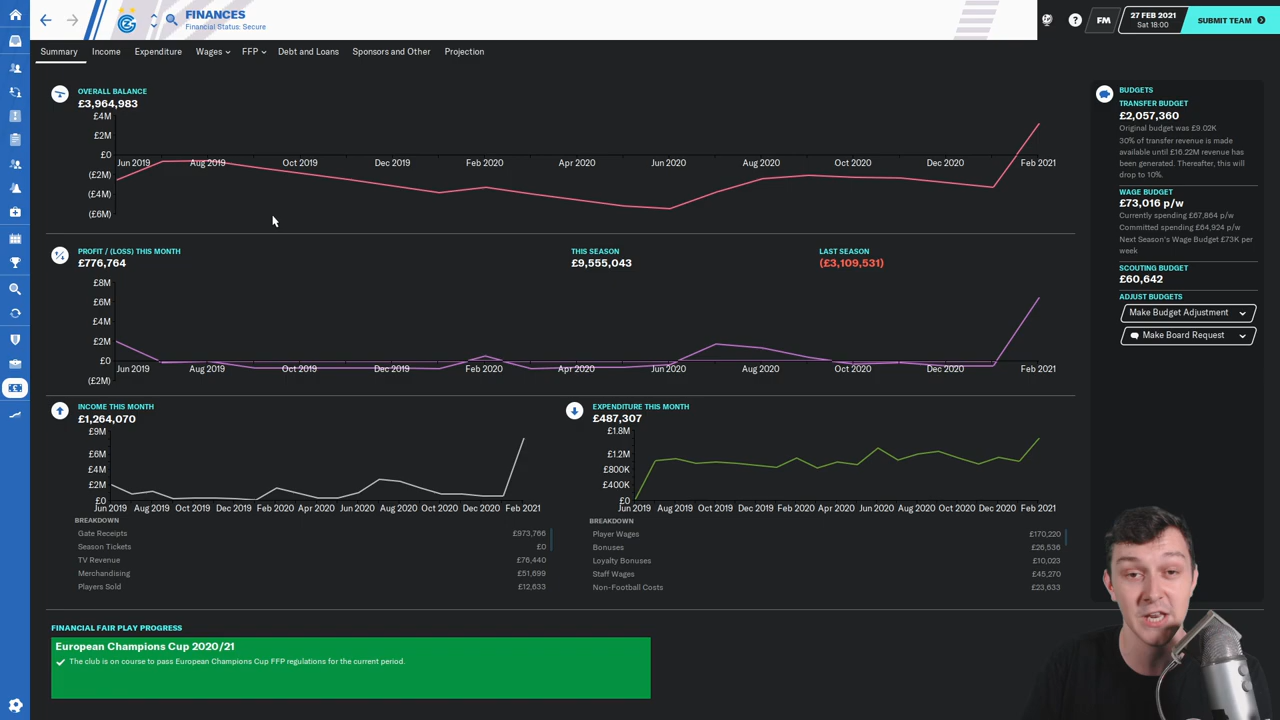 FINANCES
Financial Status: Secure
FM
27 FEB 2021
Sat 18:00
SUBMIT TEAM
Summary
Income
Expenditure
Wages
FFP
Debt and Loans
Sponsors and Other
Projection
OVERALL BALANCE
£3,964,983
£4M
£2M
£0
(£2M)
(£4M)
(£6M)
Jun 2019
Aug 2019
Oct 2019
Dec 2019
Feb 2020
Apr 2020
Jun 2020
Aug 2020
Oct 2020
Dec 2020
Feb 2021
PROFIT / (LOSS) THIS MONTH
£776,764
THIS SEASON
£9,555,043
LAST SEASON
(£3,109,531)
£8M
£6M
£4M
£2M
£0
(£2M)
Jun 2019
Aug 2019
Oct 2019
Dec 2019
Feb 2020
Apr 2020
Jun 2020
Aug 2020
Oct 2020
Dec 2020
Feb 2021
INCOME THIS MONTH
£1,264,070
£9M
£6M
£4M
£2M
£0
Jun 2019
Aug 2019
Oct 2019
Dec 2019
Feb 2020
Apr 2020
Jun 2020
Aug 2020
Oct 2020
Dec 2020
Feb 2021
BREAKDOWN
Gate Receipts £973,766
Season Tickets £0
TV Revenue £76,440
Merchandising £51,699
Players Sold £12,633
EXPENDITURE THIS MONTH
£487,307
£1.8M
£1.2M
£800K
£400K
£0
Jun 2019
Aug 2019
Oct 2019
Dec 2019
Feb 2020
Apr 2020
Jun 2020
Aug 2020
Oct 2020
Dec 2020
Feb 2021
BREAKDOWN
Player Wages £170,220
Bonuses £26,536
Loyalty Bonuses £10,023
Staff Wages £45,270
Non-Football Costs £23,633
FINANCIAL FAIR PLAY PROGRESS
European Champions Cup 2020/21
The club is on course to pass European Champions Cup FFP regulations for the current period.
BUDGETS
TRANSFER BUDGET
£2,057,360
Original budget was £9.02K
30% of transfer revenue is made
available until £16.22M revenue has
been generated. Thereafter, this will
drop to 10%.
WAGE BUDGET
£73,016 p/w
Currently spending £67,864 p/w
Committed spending £64,924 p/w
Next Season's Wage Budget £73K per
week
SCOUTING BUDGET
£60,642
ADJUST BUDGETS
Make Budget Adjustment
Make Board Request